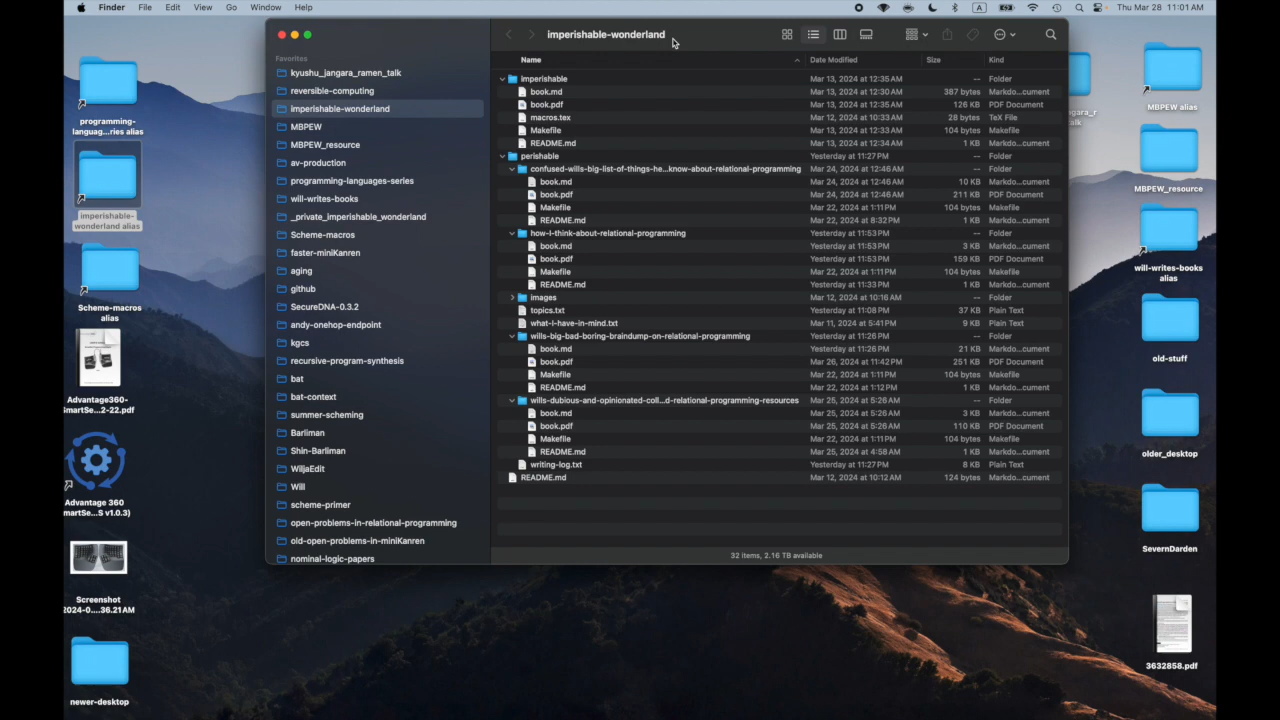 Finder File Edit View Go Window Help
A
Thu Mar 28 11:01 AM
programming-
languag...ries alias
imperishable-
wonderland alias
Scheme-macros
alias
Advantage360-
SmartSe...2-22.pdf
Advantage 360
martSe...S v1.0.3)
Screenshot
2024-0....36.21 AM
newer-desktop
imperishable-wonderland
Favorites
kyushu_jangara_ramen_talk
reversible-computing
imperishable-wonderland
MBPEW
MBPEW_resource
av-production
programming-languages-series
will-writes-books
_private_imperishable_wonderland
Scheme-macros
faster-miniKanren
aging
github
SecureDNA-0.3.2
andy-onehop-endpoint
kgcs
recursive-program-synthesis
bat
bat-context
summer-scheming
Barliman
Shin-Barliman
WiljaEdit
Will
scheme-primer
open-problems-in-relational-programming
old-open-problems-in-miniKanren
nominal-logic-papers
Name Date Modified Size Kind
imperishable Mar 13, 2024 at 12:35 AM -- Folder
book.md Mar 13, 2024 at 12:30 AM 387 bytes Markdo...cument
book.pdf Mar 13, 2024 at 12:35 AM 126 KB PDF Document
macros.tex Mar 12, 2024 at 10:33 AM 28 bytes TeX File
Makefile Mar 13, 2024 at 12:33 AM 104 bytes Makefile
README.md Mar 13, 2024 at 12:34 AM 1 KB Markdo...cument
perishable Yesterday at 11:27 PM -- Folder
confused-wills-big-list-of-things-he...know-about-relational-programming Mar 24, 2024 at 12:46 AM -- Folder
book.md Mar 24, 2024 at 12:46 AM 10 KB Markdo...cument
book.pdf Mar 24, 2024 at 12:46 AM 211 KB PDF Document
Makefile Mar 22, 2024 at 1:11 PM 104 bytes Makefile
README.md Mar 22, 2024 at 8:32 PM 1 KB Markdo...cument
how-I-think-about-relational-programming Yesterday at 11:53 PM -- Folder
book.md Yesterday at 11:53 PM 3 KB Markdo...cument
book.pdf Yesterday at 11:53 PM 159 KB PDF Document
Makefile Mar 22, 2024 at 1:11 PM 104 bytes Makefile
README.md Yesterday at 11:33 PM 1 KB Markdo...cument
images Mar 12, 2024 at 10:16 AM -- Folder
topics.txt Yesterday at 11:08 PM 37 KB Plain Text
what-I-have-in-mind.txt Mar 11, 2024 at 5:41 PM 9 KB Plain Text
wills-big-bad-boring-braindump-on-relational-programming Yesterday at 11:26 PM -- Folder
book.md Yesterday at 11:26 PM 21 KB Markdo...cument
book.pdf Mar 26, 2024 at 11:42 PM 251 KB PDF Document
Makefile Mar 22, 2024 at 1:11 PM 104 bytes Makefile
README.md Mar 22, 2024 at 1:12 PM 1 KB Markdo...cument
wills-dubious-and-opinionated-coll...d-relational-programming-resources Mar 25, 2024 at 5:26 AM -- Folder
book.md Mar 25, 2024 at 5:26 AM 3 KB Markdo...cument
book.pdf Mar 25, 2024 at 5:26 AM 110 KB PDF Document
Makefile Mar 22, 2024 at 1:11 PM 104 bytes Makefile
README.md Mar 25, 2024 at 4:58 AM 1 KB Markdo...cument
writing-log.txt Yesterday at 11:27 PM 8 KB Plain Text
README.md Mar 12, 2024 at 10:12 AM 124 bytes Markdo...cument
32 items, 2.16 TB available
gara_r
alk
MBPEW alias
MBPEW_resource
will-writes-books
alias
old-stuff
older_desktop
SevernDarden
3632858.pdf